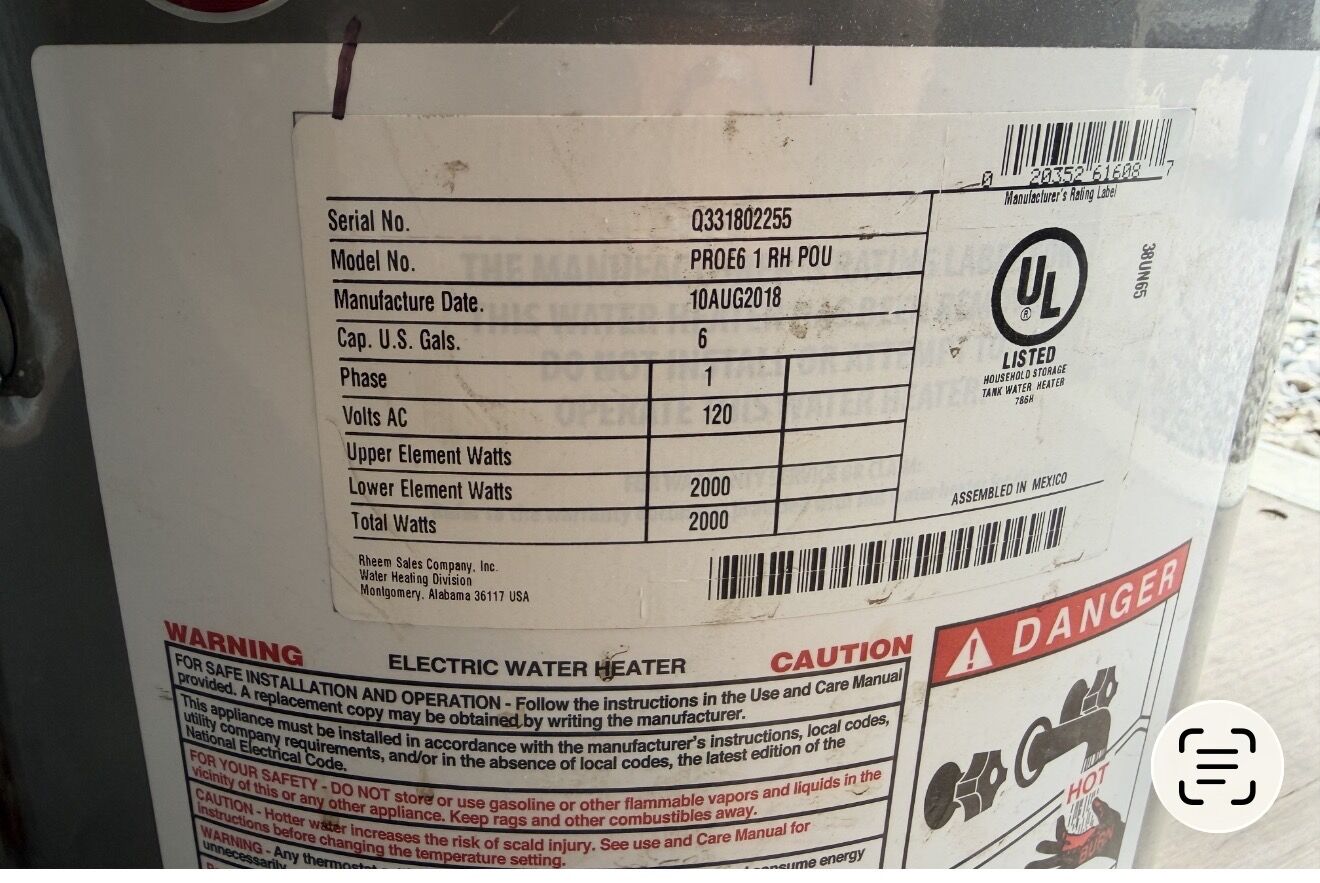 0 20352 61608 7
Manufacturer's Rating Label
Serial No. Q331802255
Model No. PROE6 1 RH POU
Manufacture Date. 10AUG2018
Cap. U.S. Gals. 6
Phase 1
Volts AC 120
Upper Element Watts
Lower Element Watts 2000
Total Watts 2000
UL
®
LISTED
HOUSEHOLD STORAGE
TANK WATER HEATER
786H
38UN65
ASSEMBLED IN MEXICO
Rheem Sales Company, Inc.
Water Heating Division
Montgomery, Alabama 36117 USA
WARNING ELECTRIC WATER HEATER CAUTION
FOR SAFE INSTALLATION AND OPERATION - Follow the instructions in the Use and Care Manual
provided. A replacement copy may be obtained by writing the manufacturer.
This appliance must be installed in accordance with the manufacturer's instructions, local codes,
utility company requirements, and/or in the absence of local codes, the latest edition of the
National Electrical Code.
FOR YOUR SAFETY - DO NOT store or use gasoline or other flammable vapors and liquids in the
vicinity of this or any other appliance. Keep rags and other combustibles away.
CAUTION - Hotter water increases the risk of scald injury. See use and Care Manual for
instructions before changing the temperature setting.
WARNING - Any thermostat consume energy
unnecessarily.
DANGER
HOT
BURN